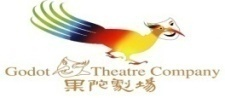 Godot Theatre Company
果陀劇場